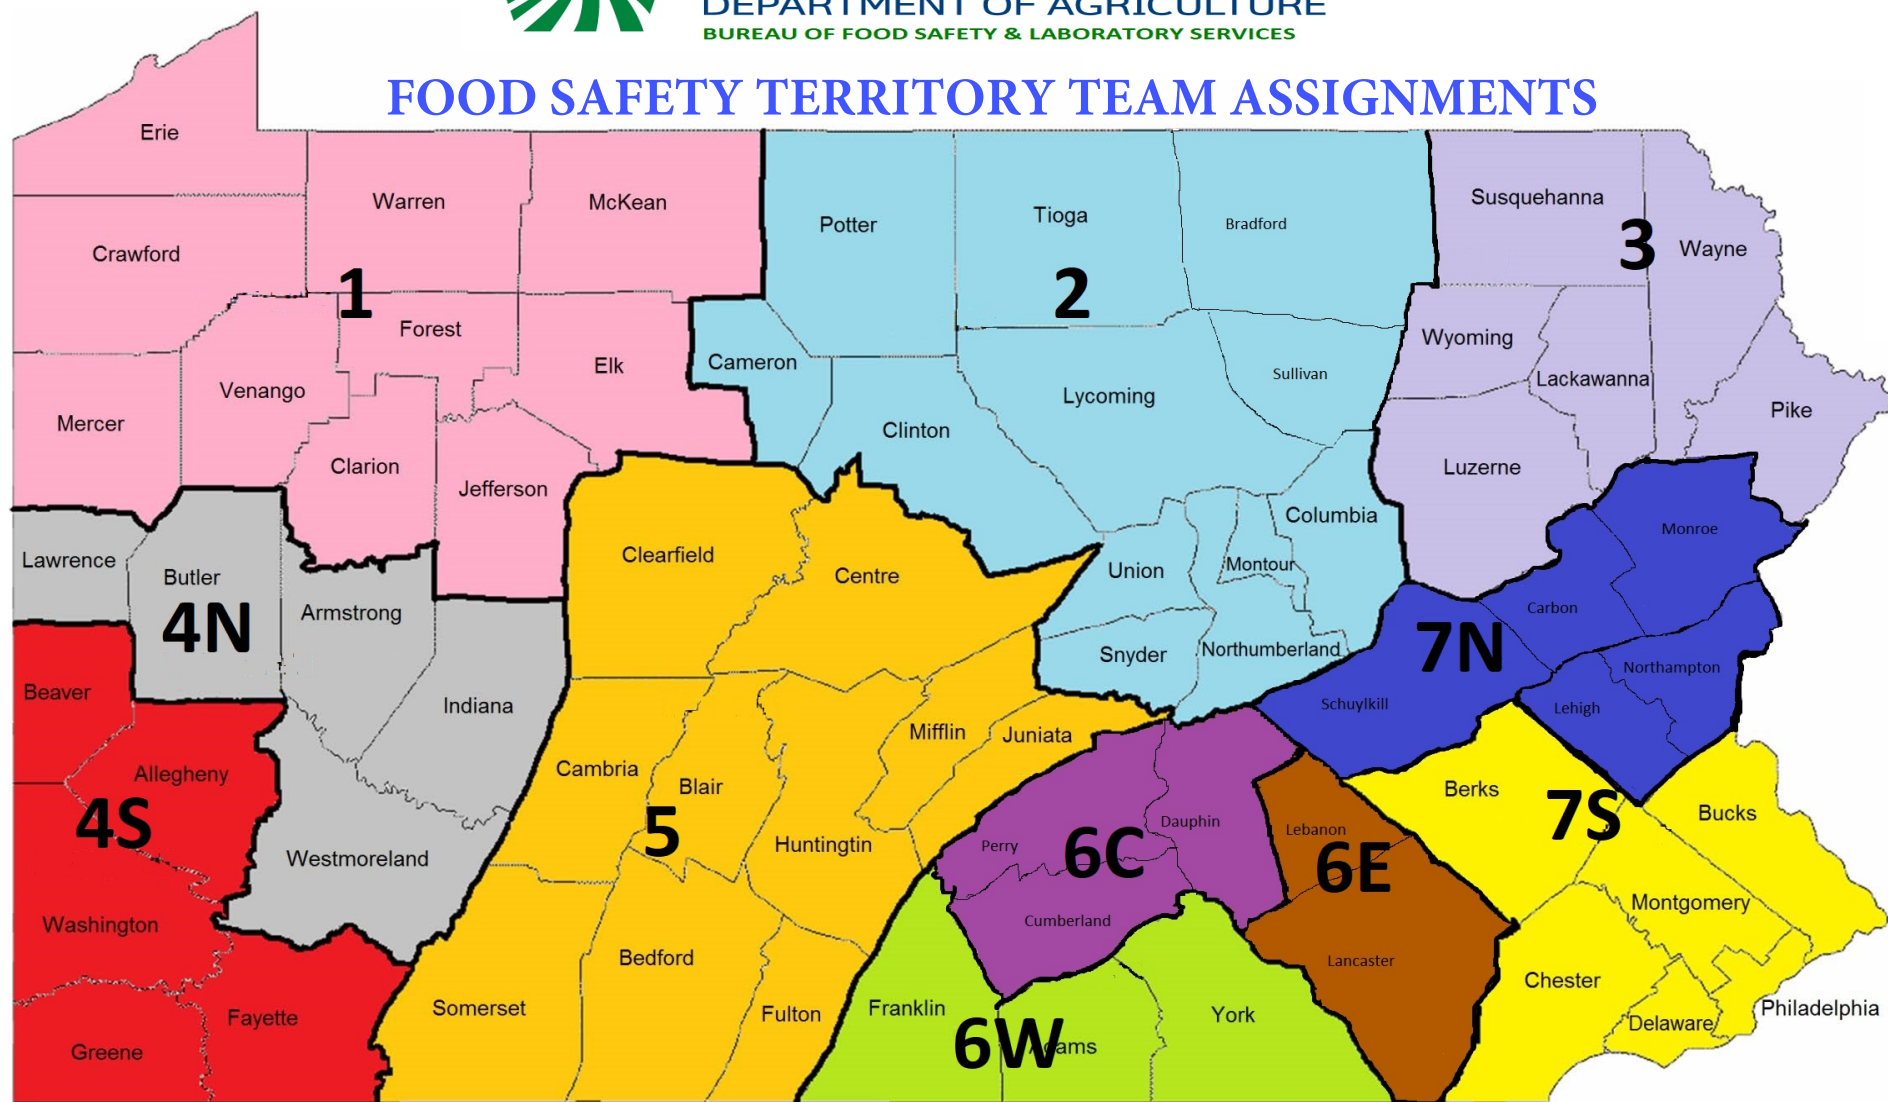 DEPARTMENT OF AGRICULTURE
BUREAU OF FOOD SAFETY & LABORATORY SERVICES
FOOD SAFETY TERRITORY TEAM ASSIGNMENTS
Erie
Warren
McKean
Crawford
1
Forest
Elk
Venango
Mercer
Clarion
Jefferson
Potter
Tioga
Bradford
2
Cameron
Sullivan
Lycoming
Clinton
Columbia
Union
Montour
Snyder
Northumberland
Susquehanna
3
Wayne
Wyoming
Lackawanna
Pike
Luzerne
Lawrence
Butler
4N
Armstrong
Indiana
Westmoreland
Beaver
Allegheny
4S
Washington
Fayette
Greene
Clearfield
Centre
Mifflin
Juniata
Cambria
Blair
5
Huntingtin
Bedford
Somerset
Fulton
Monroe
Carbon
7N
Northampton
Schuylkill
Lehigh
Dauphin
Perry
6C
Cumberland
Lebanon
6E
Lancaster
Berks
7S
Bucks
Montgomery
Chester
Philadelphia
Delaware
Franklin
York
6W
Adams